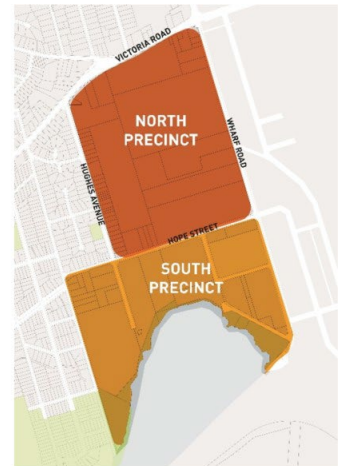 VICTORIA ROAD
NORTH
PRECINCT
HUGHES AVENUE
WHARF ROAD
HOPE STREET
SOUTH
PRECINCT